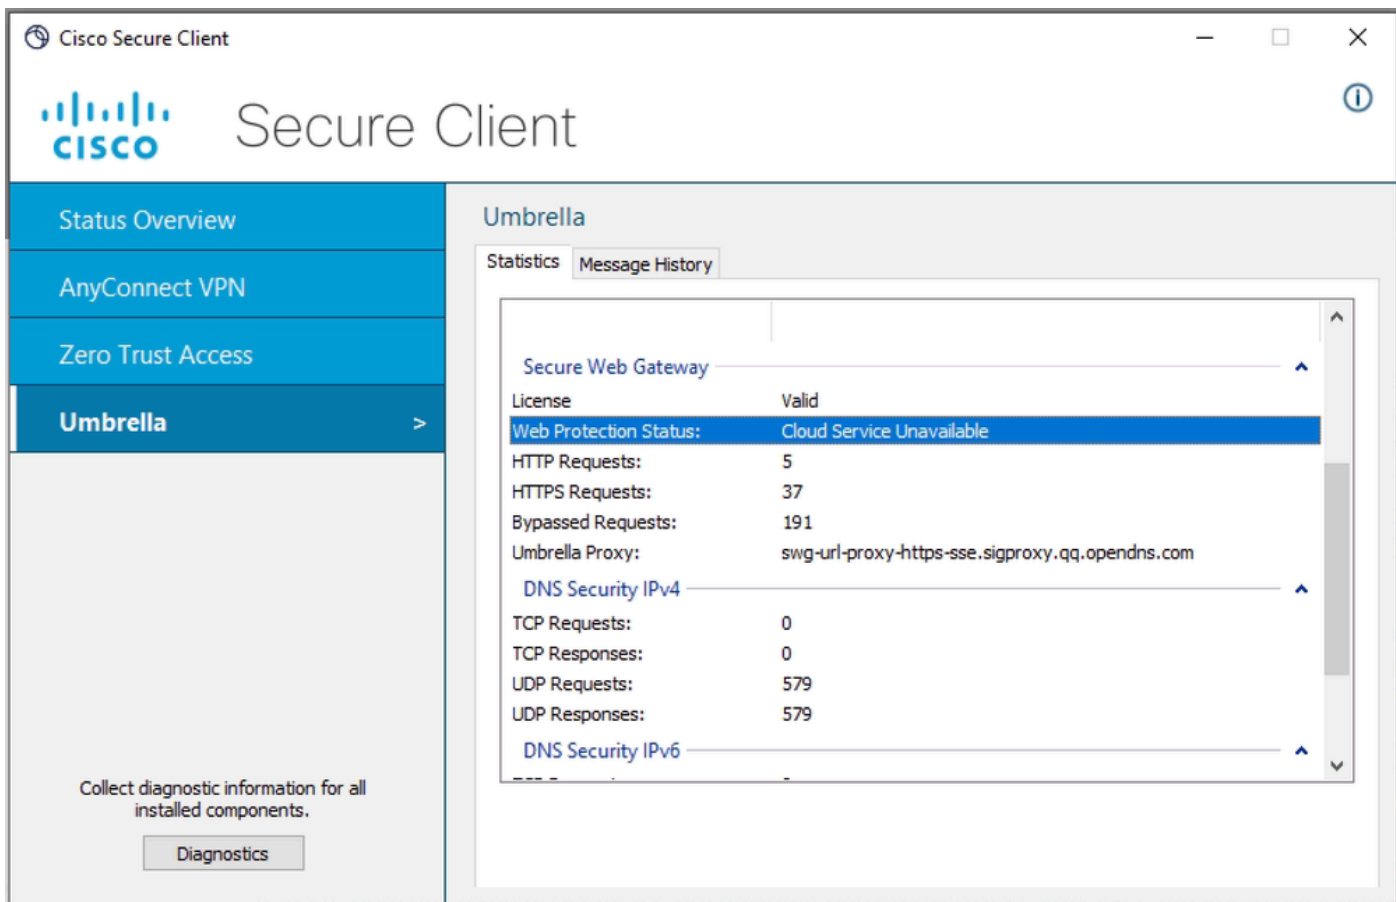 Cisco Secure Client
CISCO
Secure Client
Status Overview
AnyConnect VPN
Zero Trust Access
Umbrella >
Collect diagnostic information for all
installed components.
Diagnostics
Umbrella
Statistics Message History
Secure Web Gateway
License Valid
Web Protection Status: Cloud Service Unavailable
HTTP Requests: 5
HTTPS Requests: 37
Bypassed Requests: 191
Umbrella Proxy: swg-url-proxy-https-sse.sigproxy.qq.opendns.com
DNS Security IPv4
TCP Requests: 0
TCP Responses: 0
UDP Requests: 579
UDP Responses: 579
DNS Security IPv6